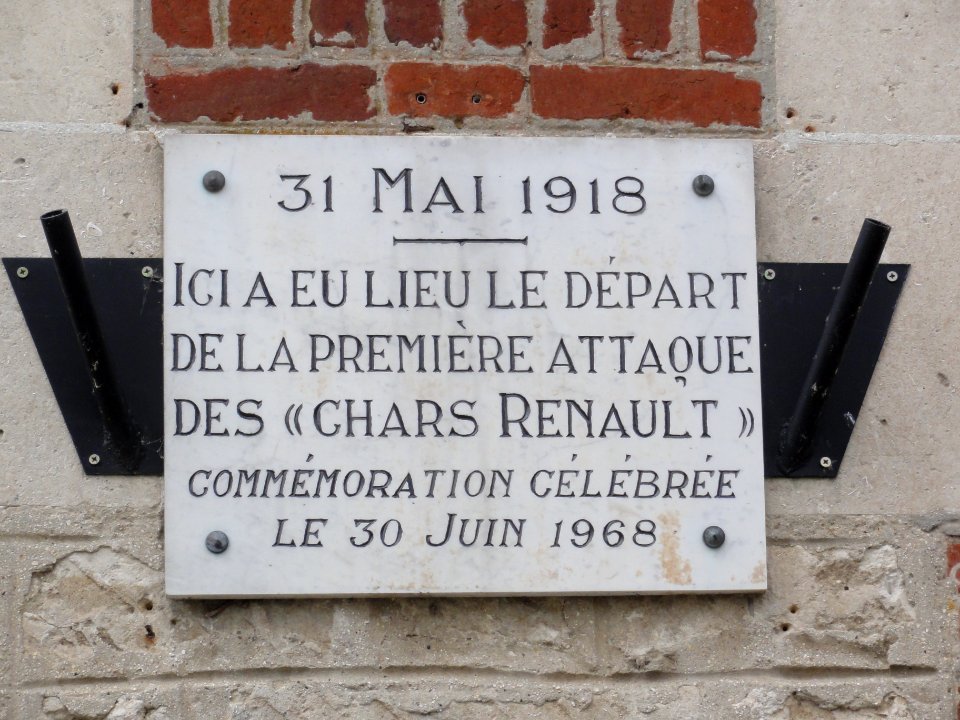 31 MAI 1918
ICI A EU LIEU LE DÉPART
DE LA PREMIÈRE ATTAQUE
DES « CHARS RENAULT »
COMMÉMORATION CÉLÉBRÉE
LE 30 JUIN 1968